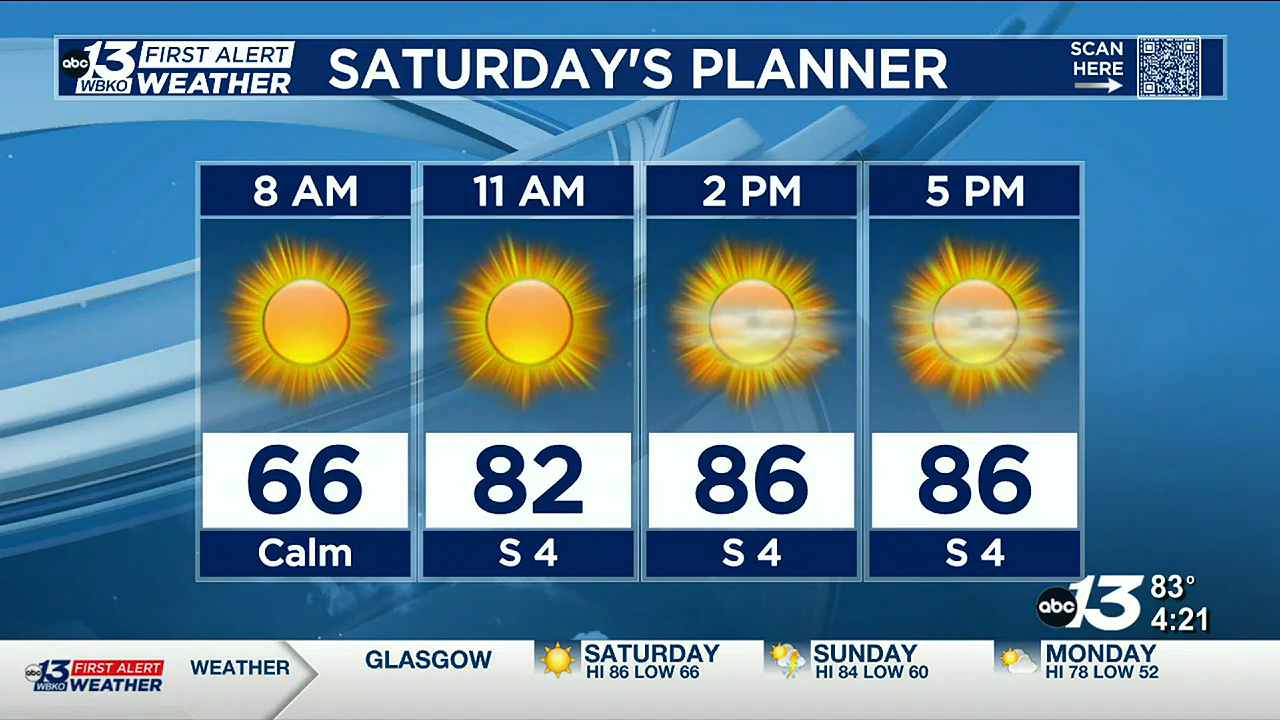 abc 13 WBKO FIRST ALERT WEATHER
SATURDAY'S PLANNER
SCAN HERE
8 AM 11 AM 2 PM 5 PM
66 82 86 86
Calm S 4 S 4 S 4
abc 13 83°
4:21
abc 13 WBKO FIRST ALERT WEATHER
WEATHER
GLASGOW
SATURDAY
HI 86 LOW 66
SUNDAY
HI 84 LOW 60
MONDAY
HI 78 LOW 52